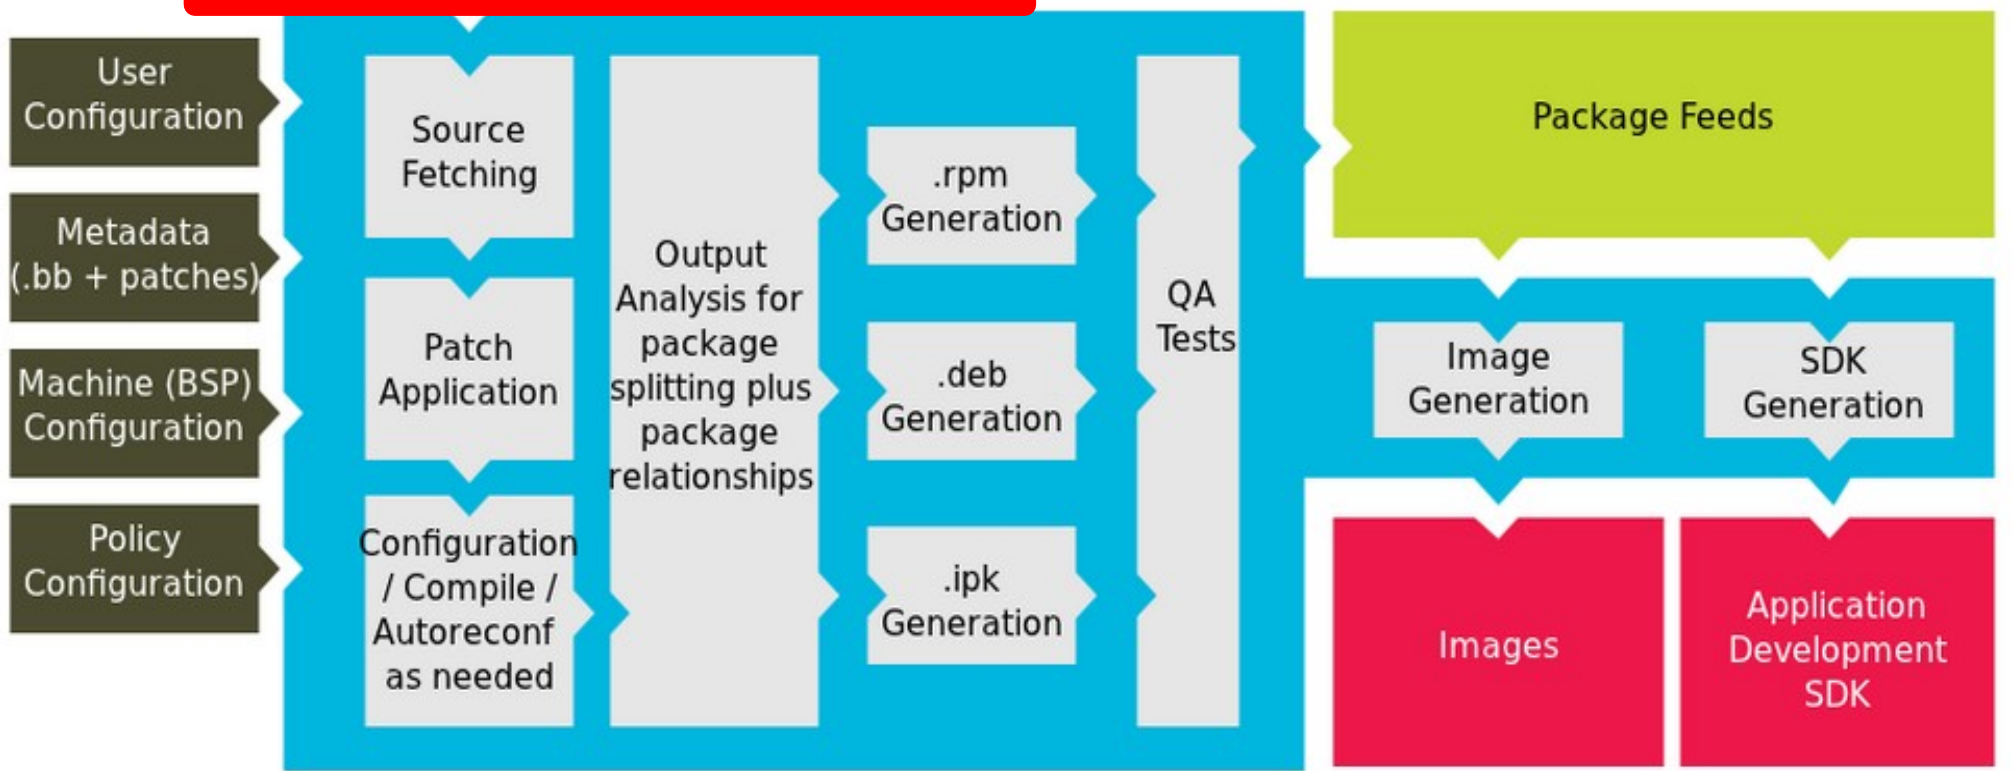 User
Configuration
Metadata
(.bb + patches)
Machine (BSP)
Configuration
Policy
Configuration
Source
Fetching
Patch
Application
Configuration
/ Compile /
Autoreconf
as needed
Output
Analysis for
package
splitting plus
package
relationships
.rpm
Generation
.deb
Generation
.ipk
Generation
QA
Tests
Package Feeds
Image
Generation
SDK
Generation
Images
Application
Development
SDK